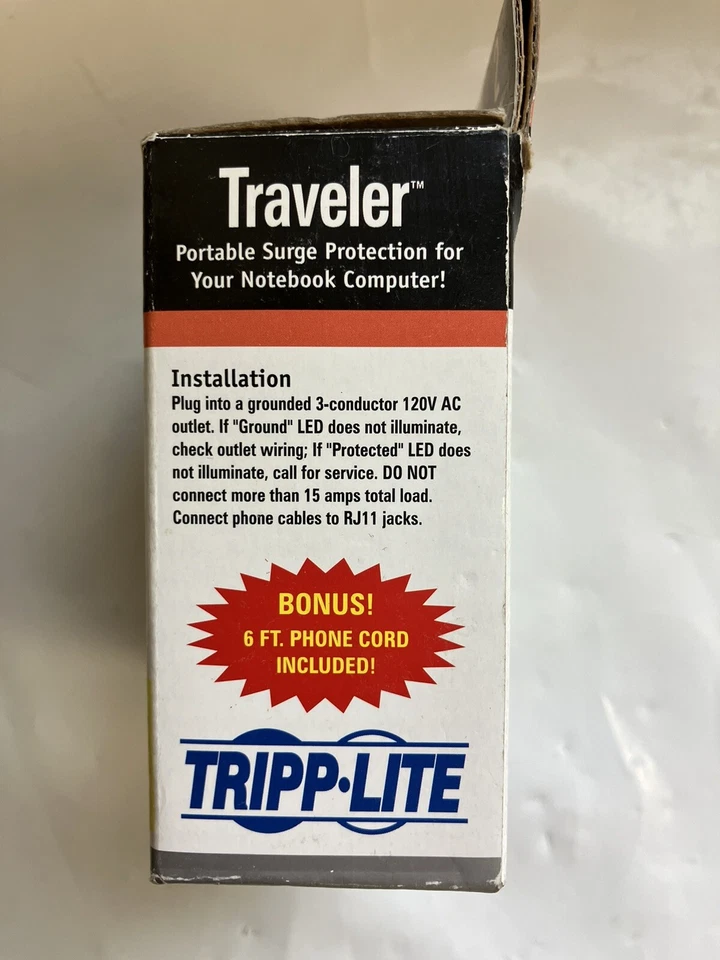 Traveler™
Portable Surge Protection for
Your Notebook Computer!
Installation
Plug into a grounded 3-conductor 120V AC
outlet. If "Ground" LED does not illuminate,
check outlet wiring; If "Protected" LED does
not illuminate, call for service. DO NOT
connect more than 15 amps total load.
Connect phone cables to RJ11 jacks.
BONUS!
6 FT. PHONE CORD
INCLUDED!
TRIPP·LITE